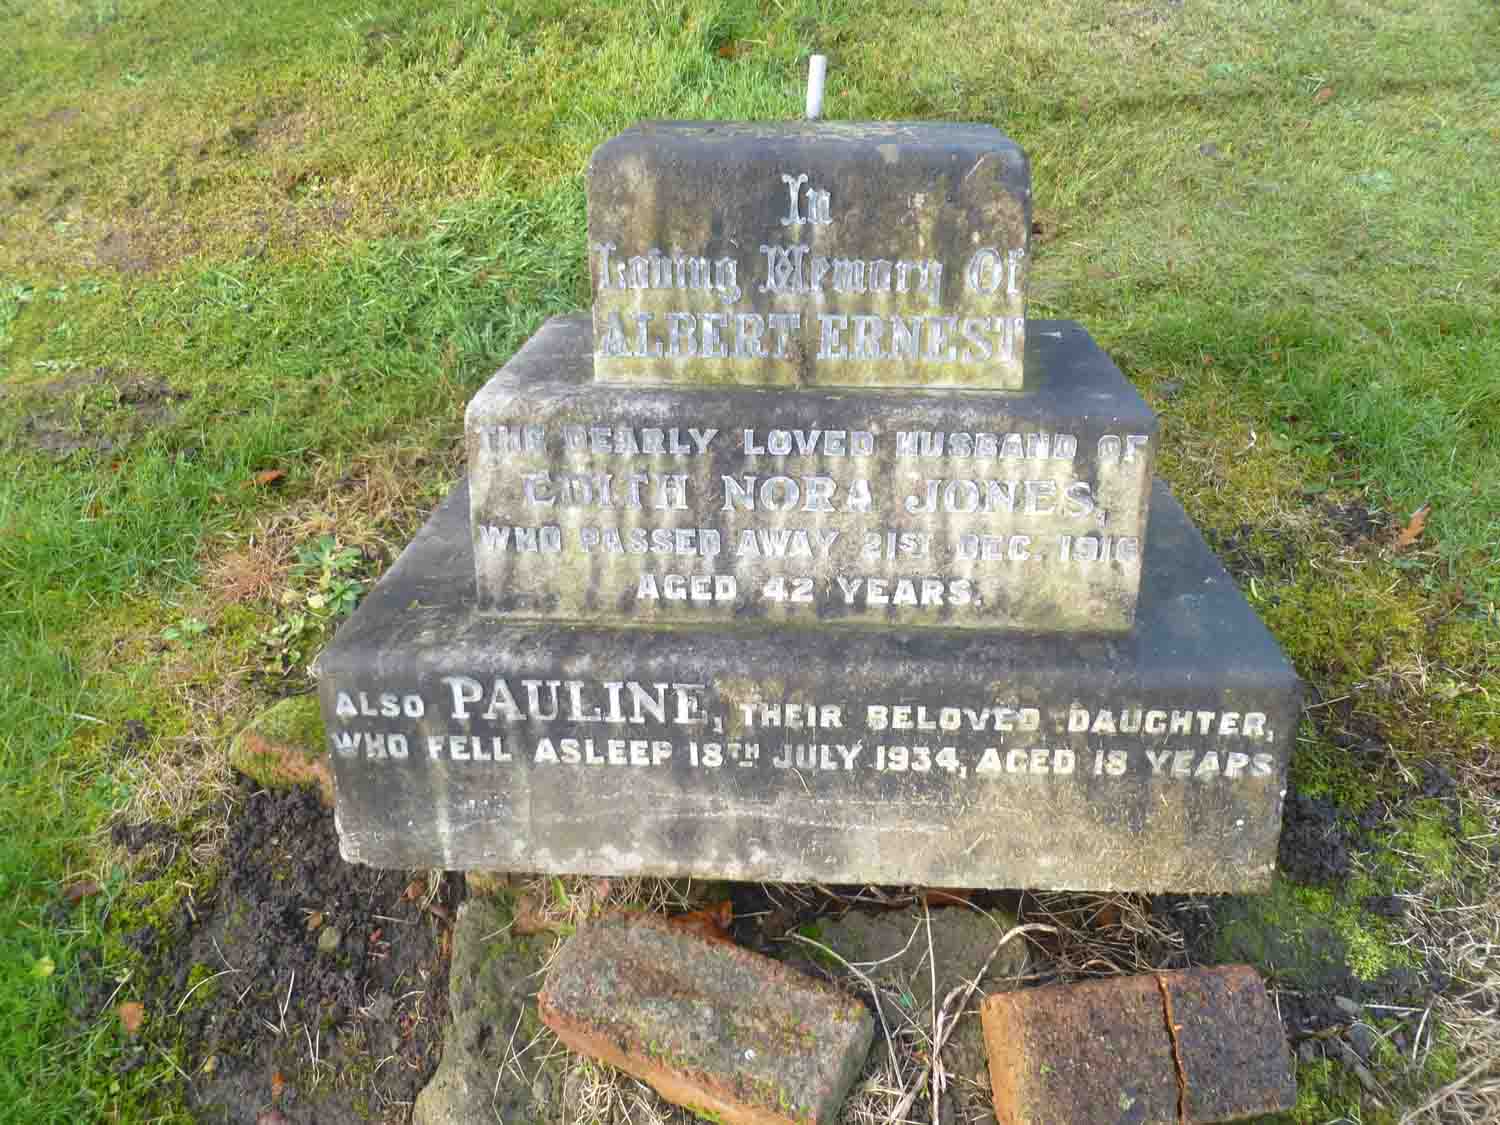 In
Loving Memory Of
ALBERT ERNEST
THE DEARLY LOVED HUSBAND OF
EDITH NORA JONES,
WHO PASSED AWAY 21ST DEC. 1916
AGED 42 YEARS.
ALSO PAULINE, THEIR BELOVED DAUGHTER,
WHO FELL ASLEEP 18TH JULY 1934, AGED 18 YEARS